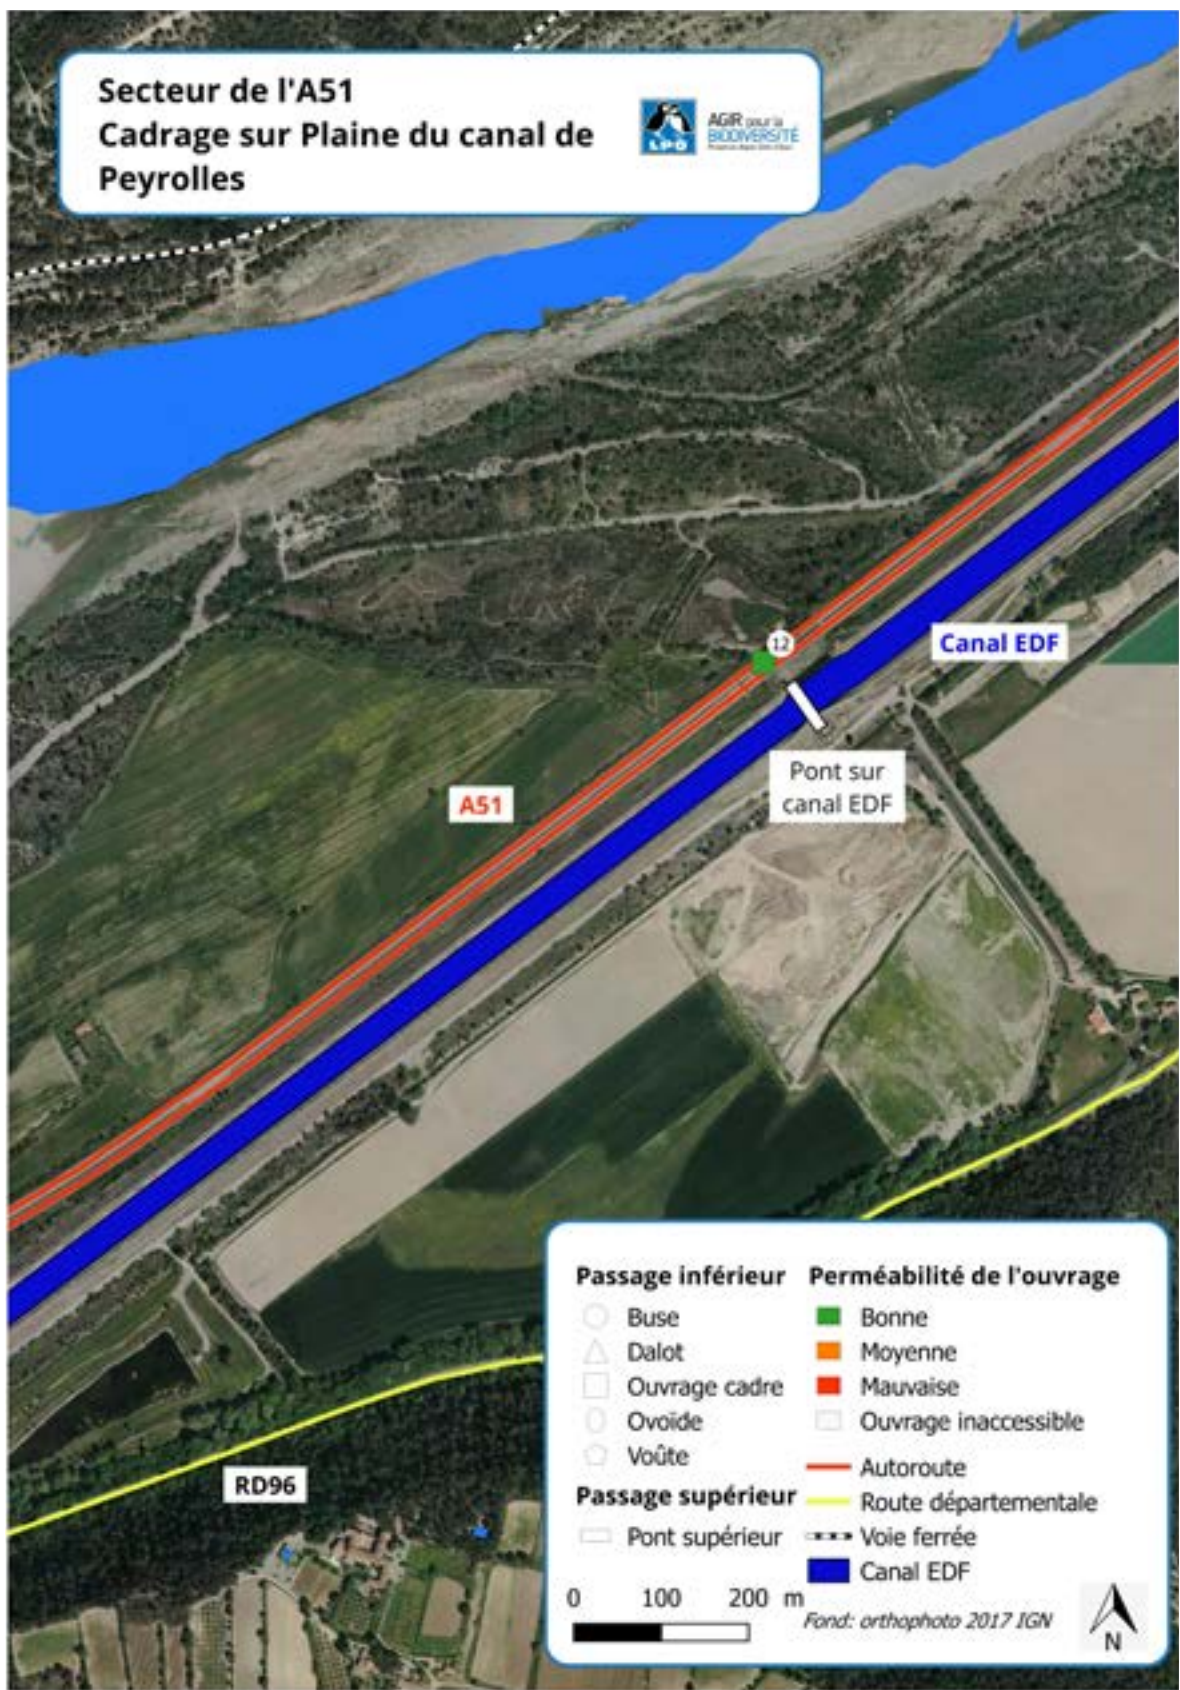 Secteur de l'A51
Cadrage sur Plaine du canal de
Peyrolles
LPO
AGIR pour la
BIODIVERSITÉ
12
Canal EDF
Pont sur
canal EDF
A51
RD96
Passage inférieur
Buse
Dalot
Ouvrage cadre
Ovoïde
Voûte
Passage supérieur
Pont supérieur
Perméabilité de l'ouvrage
Bonne
Moyenne
Mauvaise
Ouvrage inaccessible
Autoroute
Route départementale
Voie ferrée
Canal EDF
0 100 200 m
Fond: orthophoto 2017 IGN
N